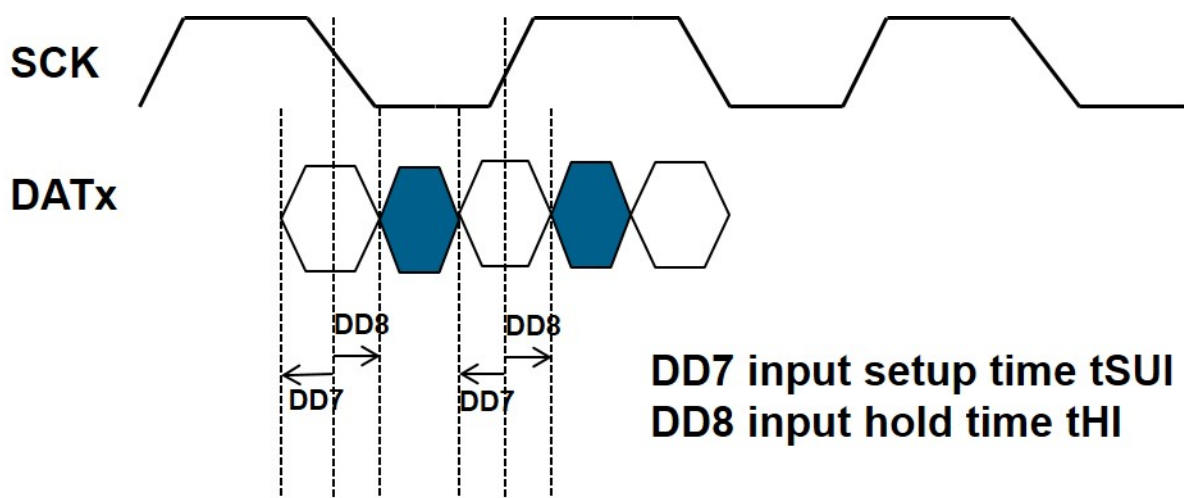 SCK
DATx
DD8
DD8
DD7
DD7
DD7 input setup time tSUI
DD8 input hold time tHI